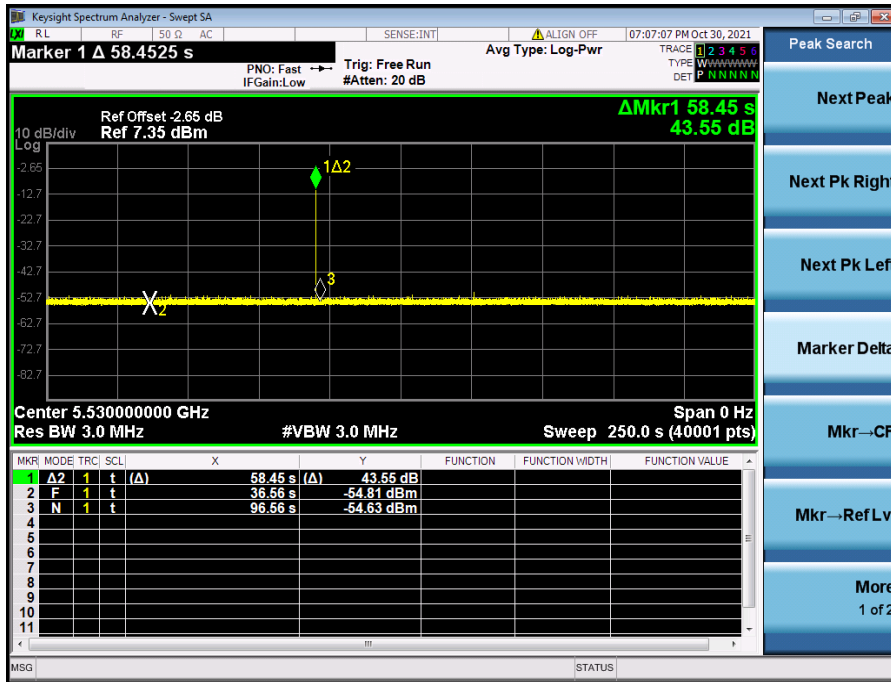 Keysight Spectrum Analyzer - Swept SA
LXI RL RF 50 Ω AC SENSE:INT ALIGN OFF 07:07:07 PM Oct 30, 2021
Marker 1 Δ 58.4525 s
PNO: Fast
IFGain:Low
Trig: Free Run
#Atten: 20 dB
Avg Type: Log-Pwr
TRACE 1 2 3 4 5 6
TYPE WWWWWW
DET P N N N N N
Ref Offset -2.65 dB
10 dB/div Ref 7.35 dBm
Log
ΔMkr1 58.45 s
43.55 dB
-2.65
-12.7
-22.7
-32.7
-42.7
-52.7
-62.7
-72.7
-82.7
1Δ2
3
2
Center 5.530000000 GHz Span 0 Hz
Res BW 3.0 MHz #VBW 3.0 MHz Sweep 250.0 s (40001 pts)
MKR MODE TRC SCL X Y FUNCTION FUNCTION WIDTH FUNCTION VALUE
1 Δ2 1 t (Δ) 58.45 s (Δ) 43.55 dB
2 F 1 t 36.56 s -54.81 dBm
3 N 1 t 96.56 s -54.63 dBm
4
5
6
7
8
9
10
11
MSG STATUS
Peak Search
Next Peak
Next Pk Right
Next Pk Left
Marker Delta
Mkr→CF
Mkr→Ref Lv
More
1 of 2